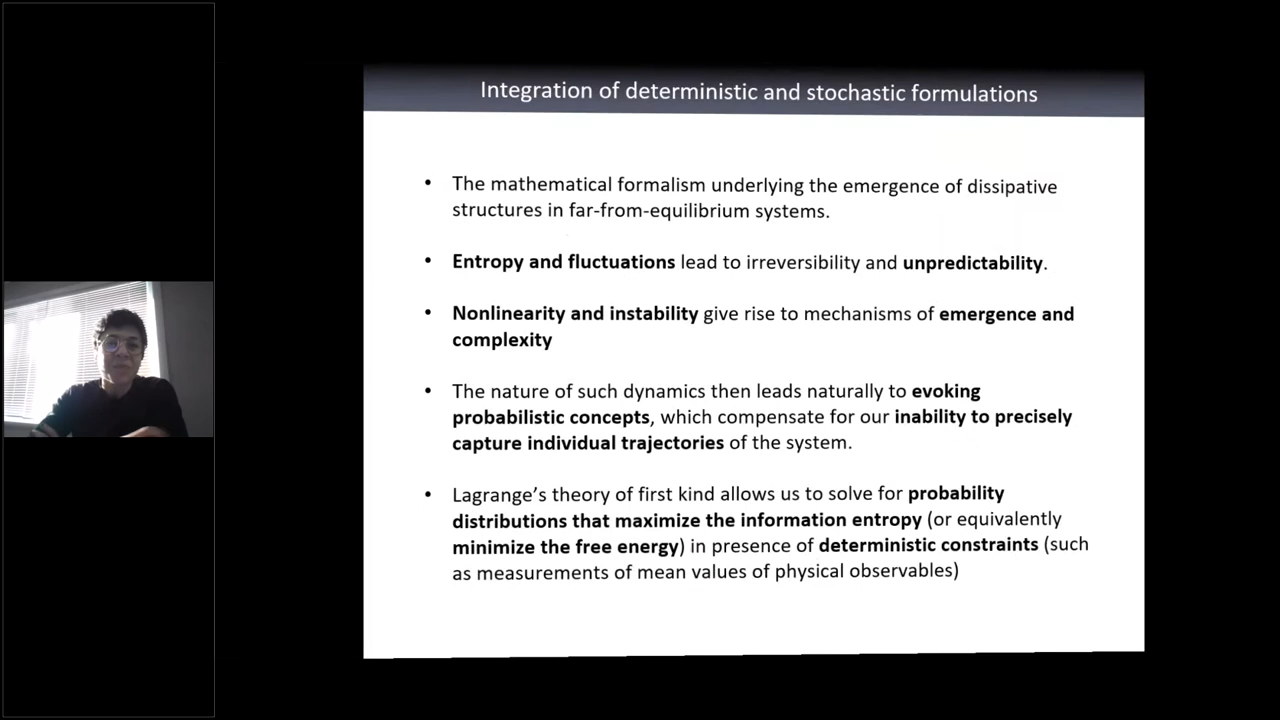 Integration of deterministic and stochastic formulations
• The mathematical formalism underlying the emergence of dissipative
structures in far-from-equilibrium systems.
• Entropy and fluctuations lead to irreversibility and unpredictability.
• Nonlinearity and instability give rise to mechanisms of emergence and
complexity
• The nature of such dynamics then leads naturally to evoking
probabilistic concepts, which compensate for our inability to precisely
capture individual trajectories of the system.
• Lagrange’s theory of first kind allows us to solve for probability
distributions that maximize the information entropy (or equivalently
minimize the free energy) in presence of deterministic constraints (such
as measurements of mean values of physical observables)